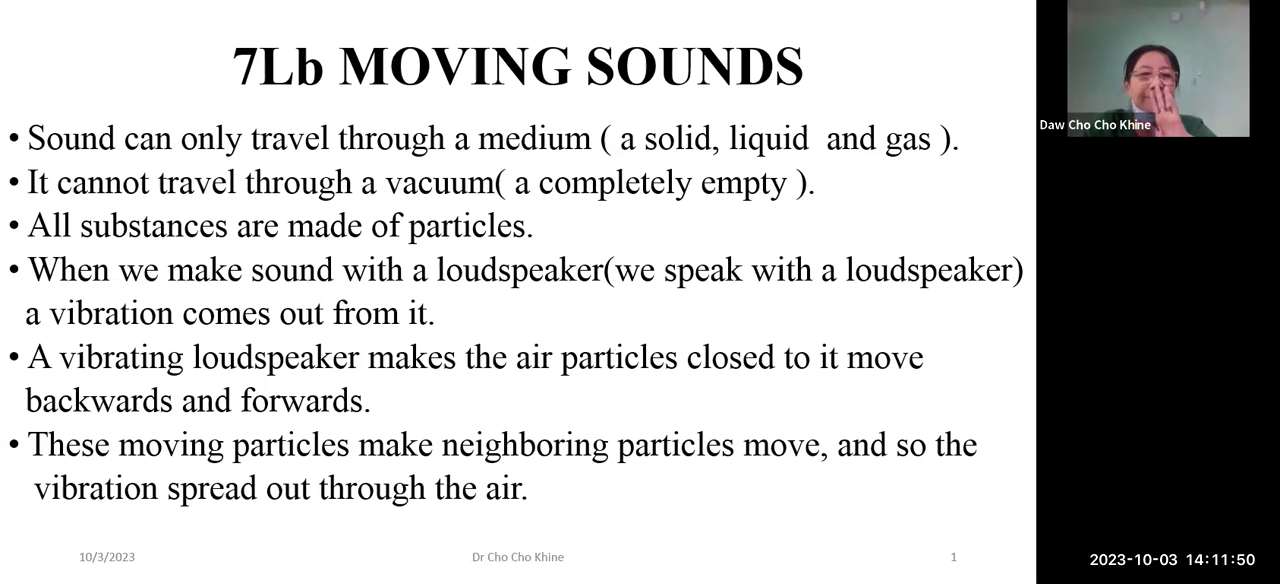 7Lb MOVING SOUNDS
• Sound can only travel through a medium ( a solid, liquid  and gas ).
• It cannot travel through a vacuum( a completely empty ).
• All substances are made of particles.
• When we make sound with a loudspeaker(we speak with a loudspeaker)
a vibration comes out from it.
• A vibrating loudspeaker makes the air particles closed to it move
backwards and forwards.
• These moving particles make neighboring particles move, and so the
vibration spread out through the air.
10/3/2023
Dr Cho Cho Khine
1
Daw Cho Cho Khine
2023-10-03 14:11:50